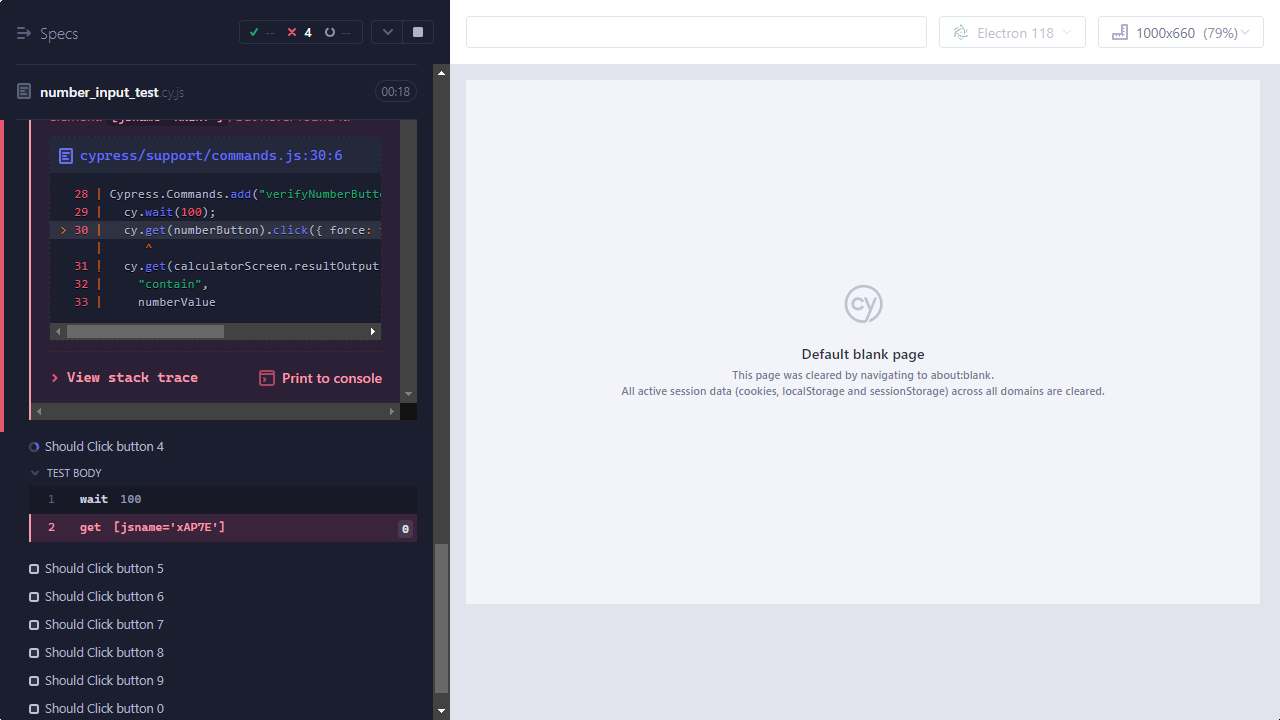 Specs
--
4
--
Electron 118
1000x660 (79%)
number_input_test.cy.js
00:18
cypress/support/commands.js:30:6
28 | Cypress.Commands.add("verifyNumberButto
29 | cy.wait(100);
> 30 | cy.get(numberButton).click({ force:
| ^
31 | cy.get(calculatorScreen.resultOutput
32 | "contain",
33 | numberValue
View stack trace
Print to console
Should Click button 4
TEST BODY
1 wait 100
2 get [jsname='xAP7E'] 0
Should Click button 5
Should Click button 6
Should Click button 7
Should Click button 8
Should Click button 9
Should Click button 0
cy
Default blank page
This page was cleared by navigating to about:blank.
All active session data (cookies, localStorage and sessionStorage) across all domains are cleared.